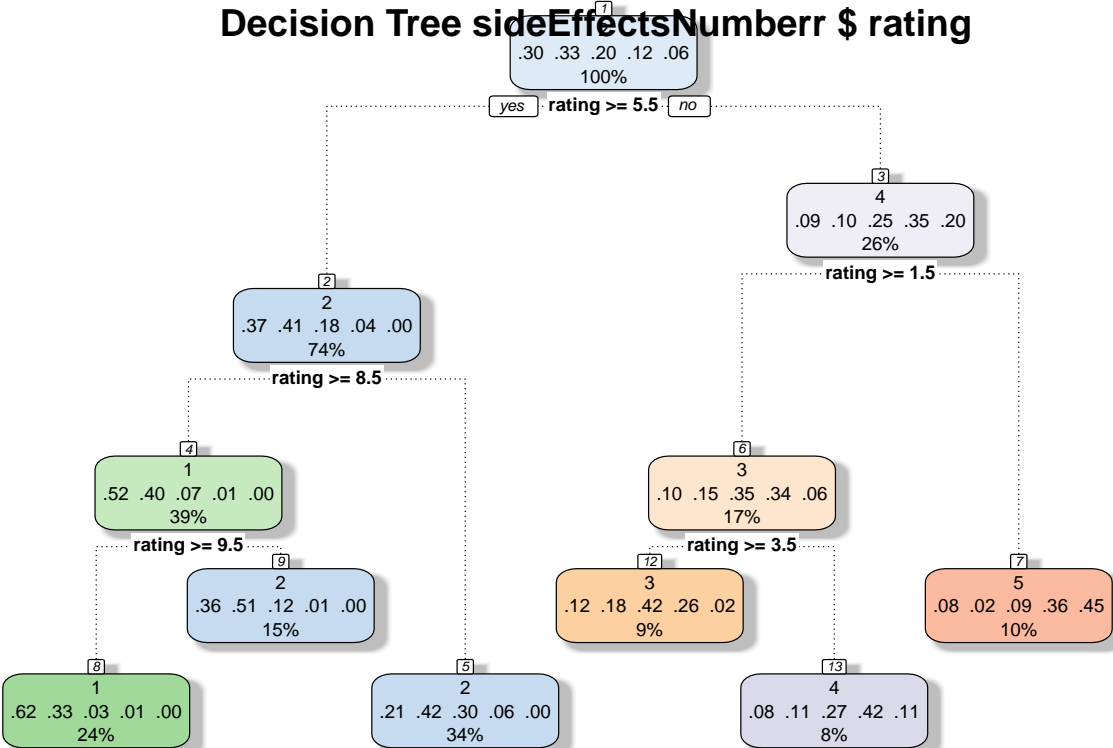 Decision Tree sideEffectsNumberr $ rating
1
.30 .33 .20 .12 .06
100%
yes rating >= 5.5 no
3
4
.09 .10 .25 .35 .20
26%
rating >= 1.5
2
2
.37 .41 .18 .04 .00
74%
rating >= 8.5
4
1
.52 .40 .07 .01 .00
39%
rating >= 9.5
6
3
.10 .15 .35 .34 .06
17%
rating >= 3.5
9
2
.36 .51 .12 .01 .00
15%
12
3
.12 .18 .42 .26 .02
9%
7
5
.08 .02 .09 .36 .45
10%
8
1
.62 .33 .03 .01 .00
24%
5
2
.21 .42 .30 .06 .00
34%
13
4
.08 .11 .27 .42 .11
8%